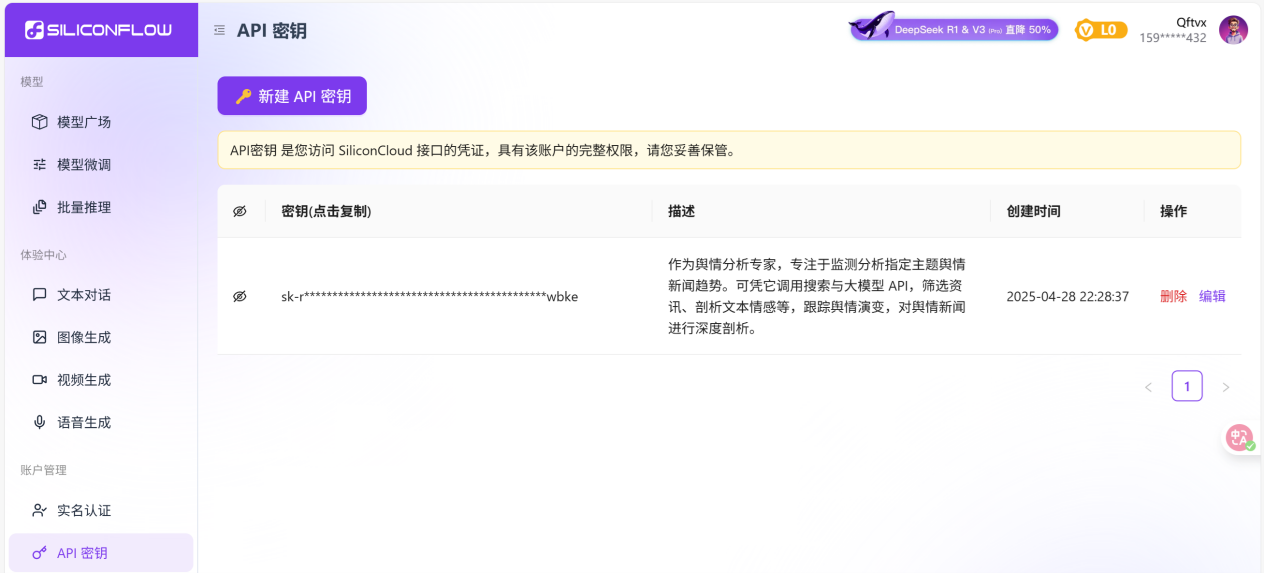 SILICONFLOW
API 密钥
DeepSeek R1 & V3 (Pro) 直降 50%
L0
Qftvx
159*****432
模型
模型广场
模型微调
批量推理
体验中心
文本对话
图像生成
视频生成
语音生成
账户管理
实名认证
API 密钥
新建 API 密钥
API密钥 是您访问 SiliconCloud 接口的凭证，具有该账户的完整权限，请您妥善保管。
密钥(点击复制)
描述
创建时间
操作
sk-r********************************************wbke
作为舆情分析专家，专注于监测分析指定主题舆情
新闻趋势。可凭它调用搜索与大模型 API，筛选资
讯、剖析文本情感等，跟踪舆情演变，对舆情新闻
进行深度剖析。
2025-04-28 22:28:37
删除 编辑
< 1 >